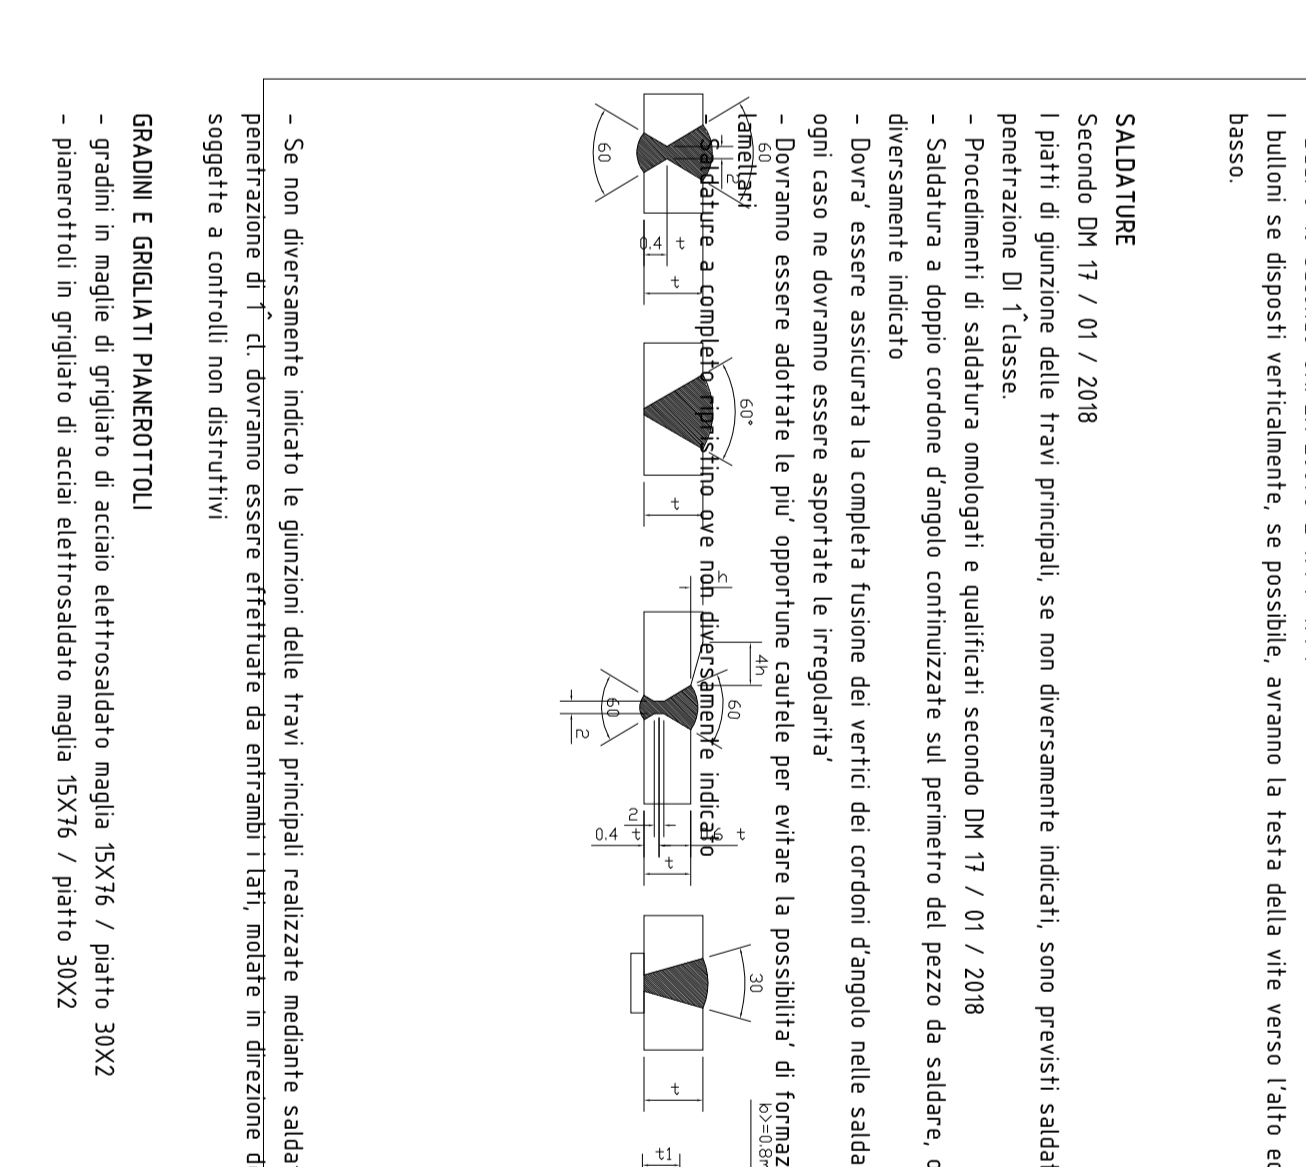 I bulloni se disposti verticalmente, se possibile, avranno la testa della vite verso l'alto
basso.
SALDATURE
Secondo DM 17 / 01 / 2018
I piatti di giunzione delle travi principali, se non diversamente indicati, sono previsti saldat
penetrazione DI 1^classe.
- Procedimenti di saldatura omologati e qualificati secondo DM 17 / 01 / 2018
- Saldatura a doppio cordone d'angolo continuizzate sul perimetro del pezzo da saldare,
diversamente indicato
- Dovra' essere assicurata la completa fusione dei vertici dei cordoni d'angolo nelle salda
ogni caso ne dovranno essere asportate le irregolarita'
- Dovranno essere adottate le piu' opportune cautele per evitare la possibilita' di formaz
lamellari
- Saldature a completo ripristino ove non diversamente indicato
60
2
60
0.4 t
t
60°
t
h
4h
60
60
2
2
0.4 t
0.6 t
t
30
t
b>=0.8
t1
- Se non diversamente indicato le giunzioni delle travi principali realizzate mediante salda
penetrazione di 1^ cl. dovranno essere effettuate da entrambi i lati, molate in direzione d
soggette a controlli non distruttivi
GRADINI E GRIGLIATI PIANEROTTOLI
- gradini in maglie di grigliato di acciaio elettrosaldato maglia 15X76 / piatto 30X2
- pianerottoli in grigliato di acciai elettrosaldato maglia 15X76 / piatto 30X2